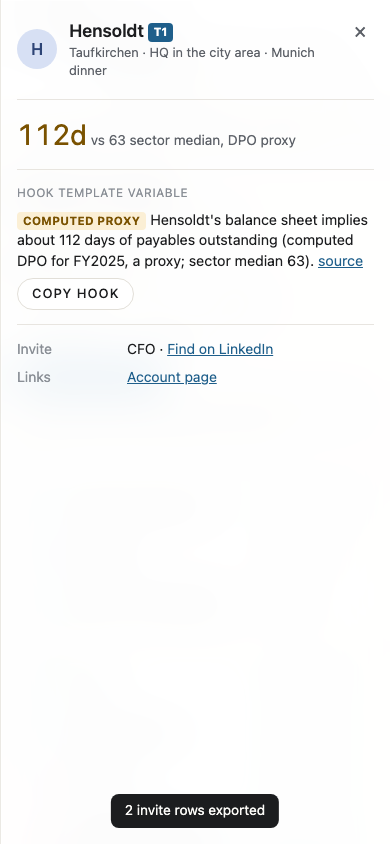 H
Hensoldt T1
Taufkirchen · HQ in the city area · Munich
dinner
×
112d vs 63 sector median, DPO proxy
HOOK TEMPLATE VARIABLE
COMPUTED PROXY Hensoldt's balance sheet implies
about 112 days of payables outstanding (computed
DPO for FY2025, a proxy; sector median 63). source
COPY HOOK
Invite CFO · Find on LinkedIn
Links Account page
2 invite rows exported